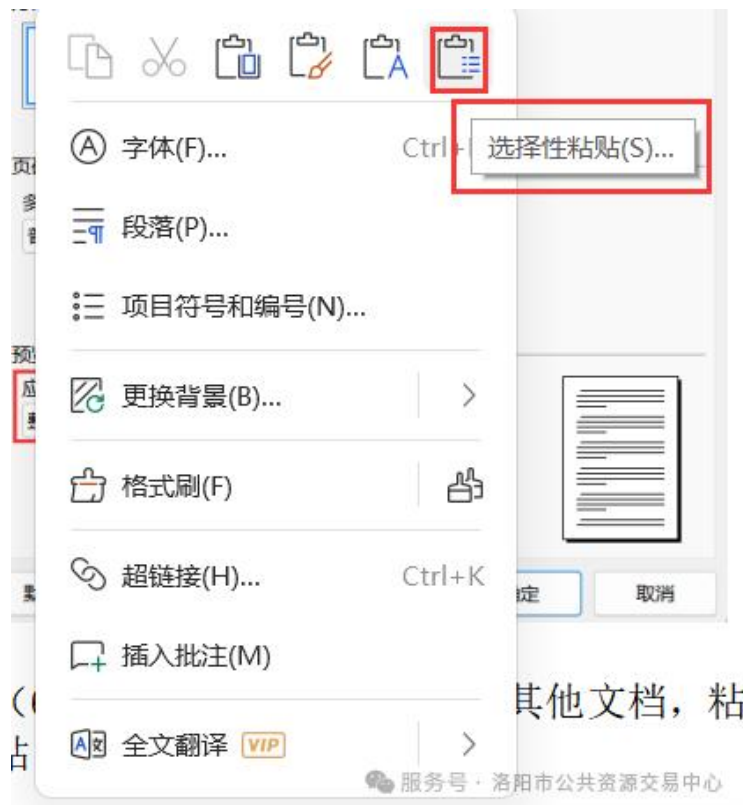 字体(F)...
Ctrl+
选择性粘贴(S)...
段落(P)...
项目符号和编号(N)...
更换背景(B)...
格式刷(F)
超链接(H)... Ctrl+K
取消
插入批注(M)
其他文档，粘
全文翻译 VIP
服务号 · 洛阳市公共资源交易中心